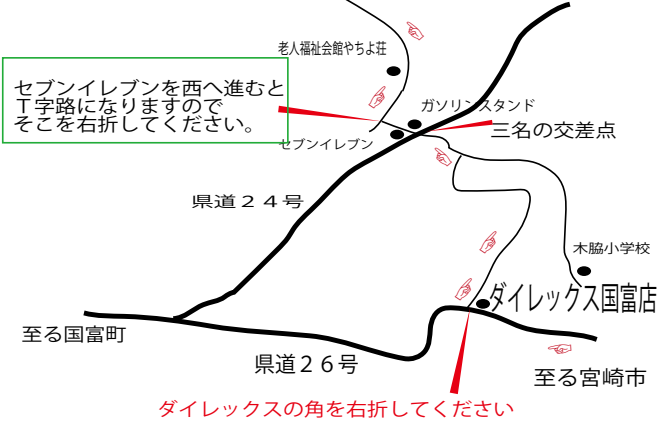 老人福祉会館やちよ荘
セブンイレブンを西へ進むと
T字路になりますので
そこを右折してください。
ガソリンスタンド
三名の交差点
セブンイレブン
県道24号
木脇小学校
ダイレックス国富店
至る国富町
県道26号
至る宮崎市
ダイレックスの角を右折してください